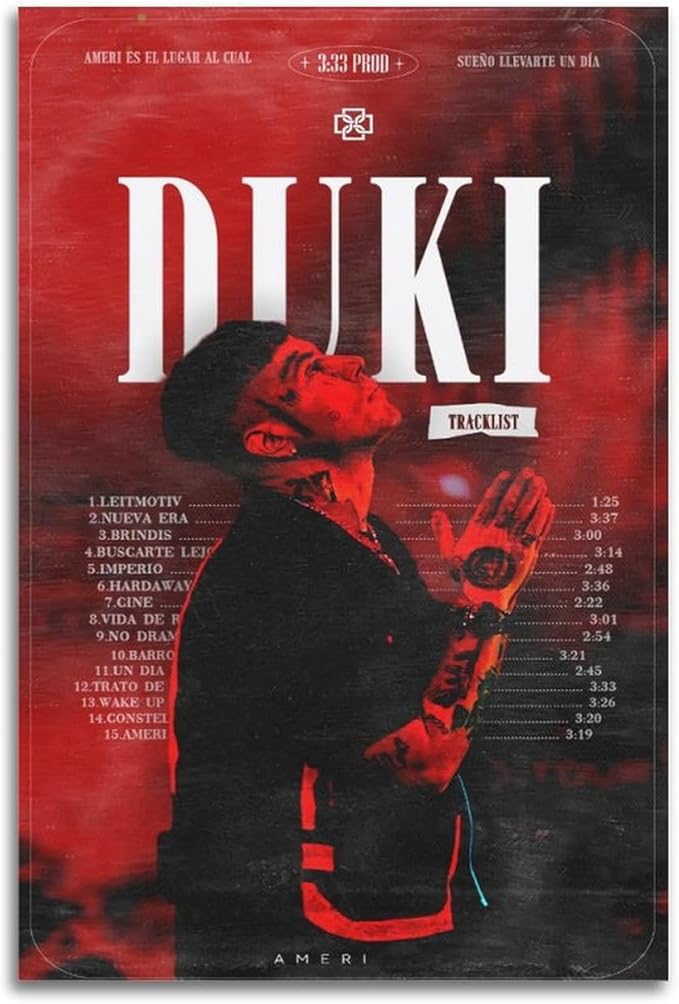 AMERI ES EL LUGAR AL CUAL
+ 3:33 PROD +
SUEÑO LLEVARTE UN DÍA
DUKI
TRACKLIST
1.LEITMOTIV 1:25
2.NUEVA ERA 3:37
3.BRINDIS 3:00
4.BUSCARTE LEJ 3:14
5.IMPERIO 2:48
6.HARDAWAY 3:36
7.CINE 2:22
8.VIDA DE R 3:01
9.NO DRAM 2:54
10.BARRO 3:21
11.UN DIA 2:45
12.TRATO DE 3:33
13.WAKE UP 3:26
14.CONSTEL 3:20
15.AMERI 3:19
AMERI